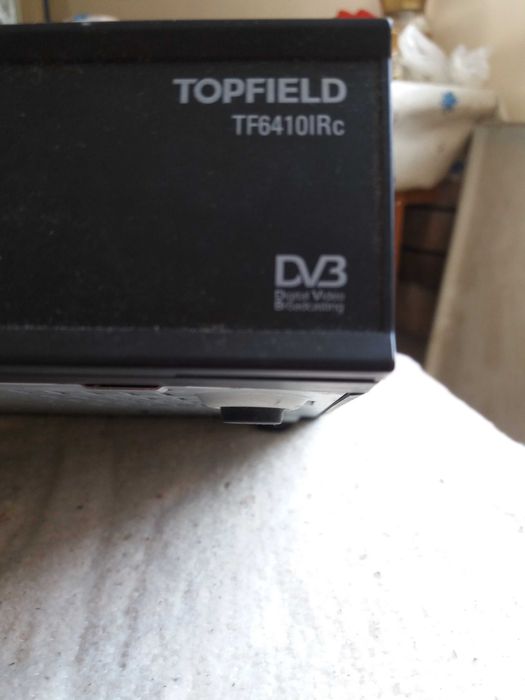 TOPFIELD
TF6410IRc
DVB
Digital Video
Broadcasting